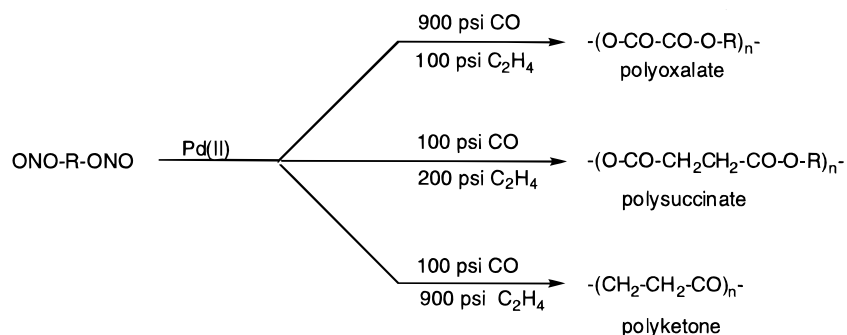 900 psi CO
100 psi C₂H₄
-(O-CO-CO-O-R)ₙ-
polyoxalate
ONO-R-ONO
Pd(II)
100 psi CO
200 psi C₂H₄
-(O-CO-CH₂CH₂-CO-O-R)ₙ-
polysuccinate
100 psi CO
900 psi C₂H₄
-(CH₂-CH₂-CO)ₙ-
polyketone